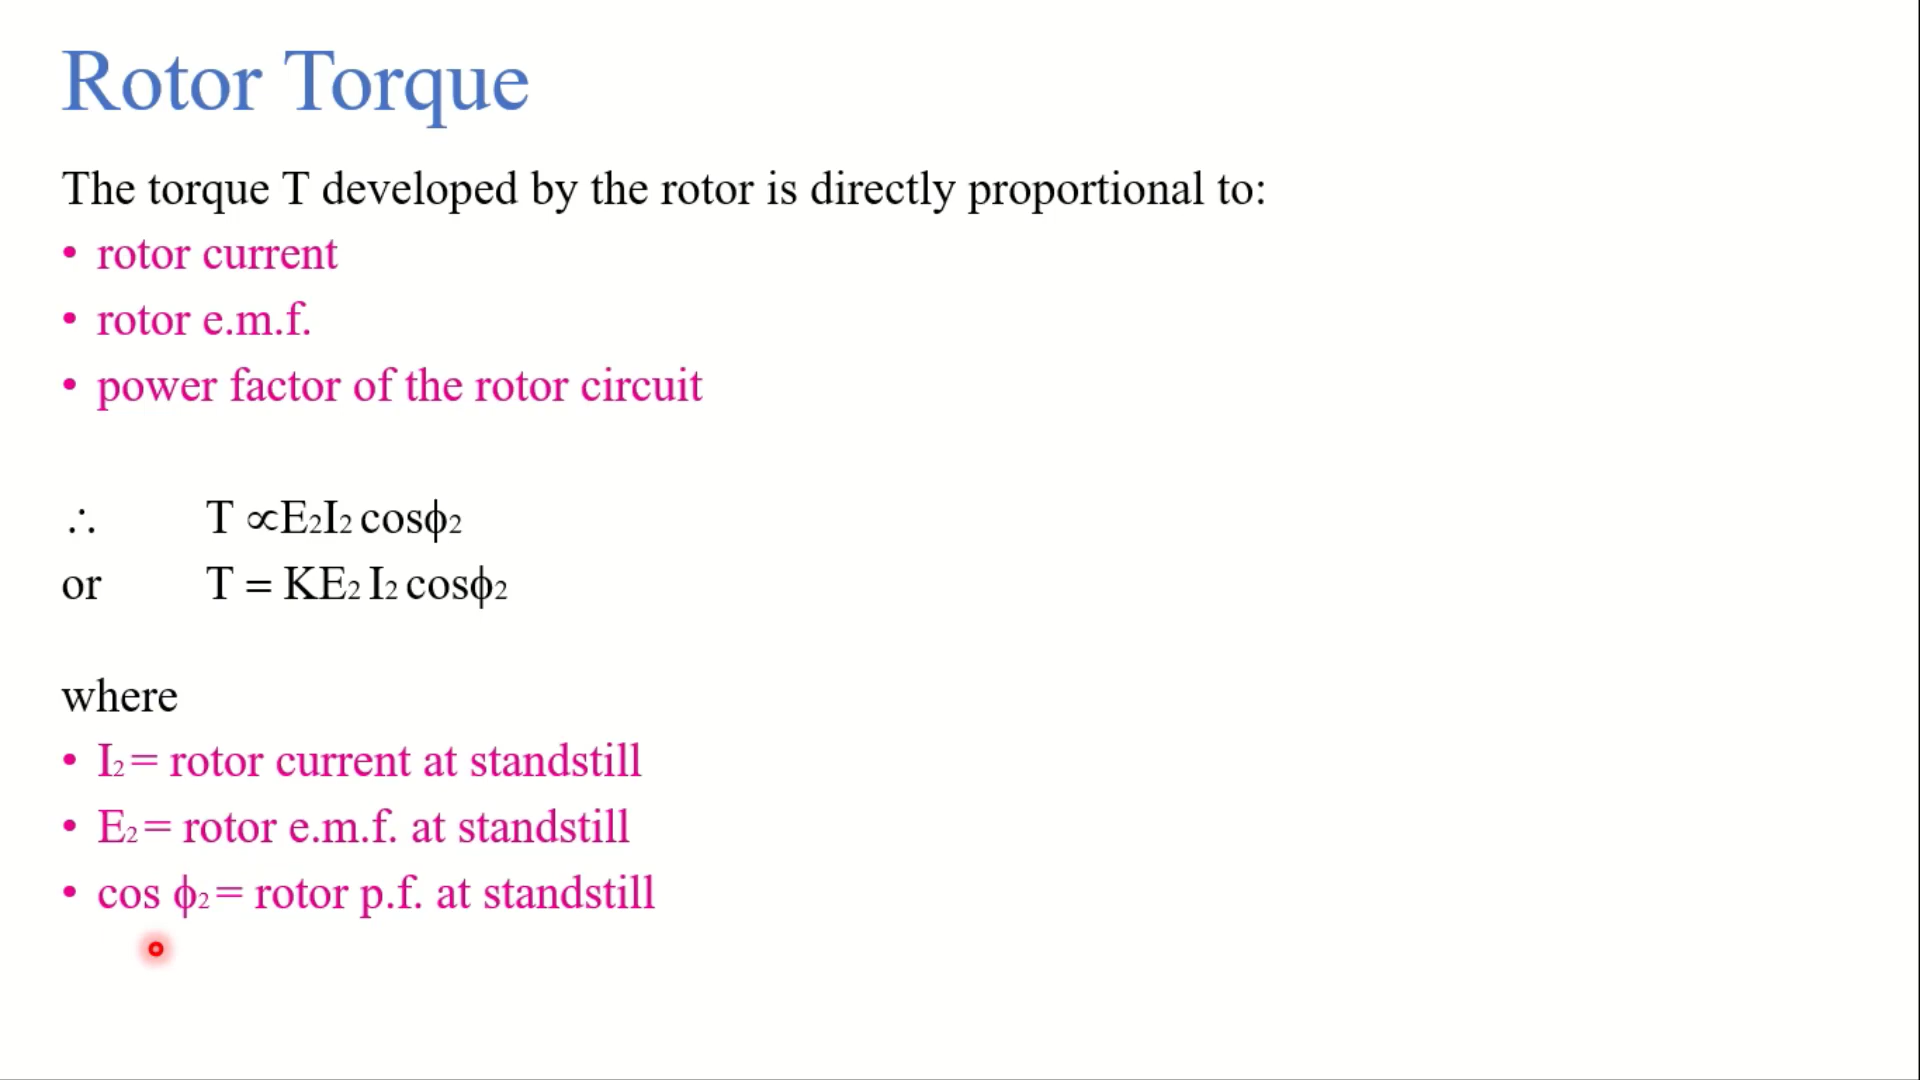 Rotor Torque
The torque T developed by the rotor is directly proportional to:
• rotor current
• rotor e.m.f.
• power factor of the rotor circuit
∴ T ∝E₂I₂ cosϕ₂
or T = KE₂ I₂ cosϕ₂
where
• I₂ = rotor current at standstill
• E₂ = rotor e.m.f. at standstill
• cos ϕ₂ = rotor p.f. at standstill